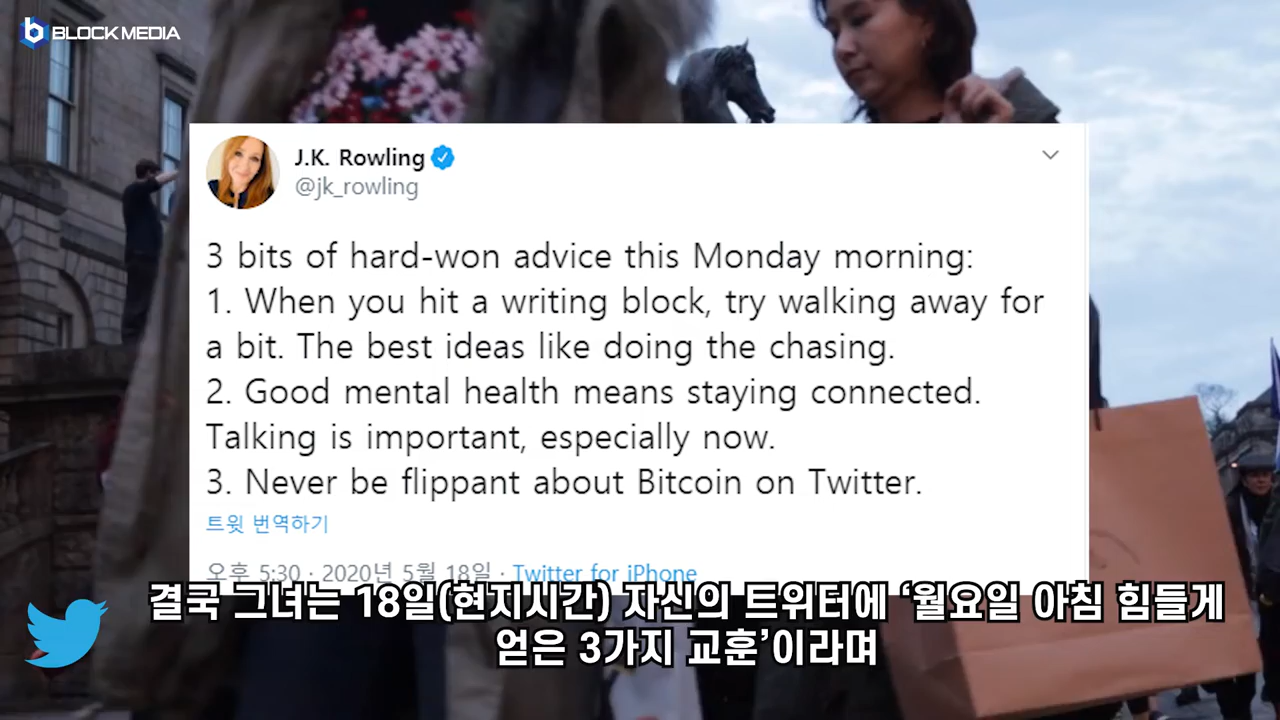 BLOCKMEDIA
J.K. Rowling
@jk_rowling
3 bits of hard-won advice this Monday morning:
1. When you hit a writing block, try walking away for
a bit. The best ideas like doing the chasing.
2. Good mental health means staying connected.
Talking is important, especially now.
3. Never be flippant about Bitcoin on Twitter.
트윗 번역하기
오후 5:30 · 2020년 5월 18일 · Twitter for iPhone
결국 그녀는 18일(현지시간) 자신의 트위터에 ‘월요일 아침 힘들게
얻은 3가지 교훈’이라며